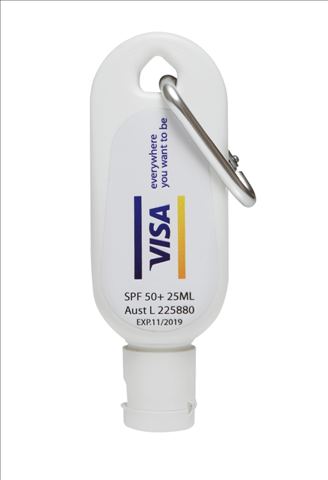 everywhere
you want to be
VISA
SPF 50+ 25ML
Aust L 225880
EXP.11/2019